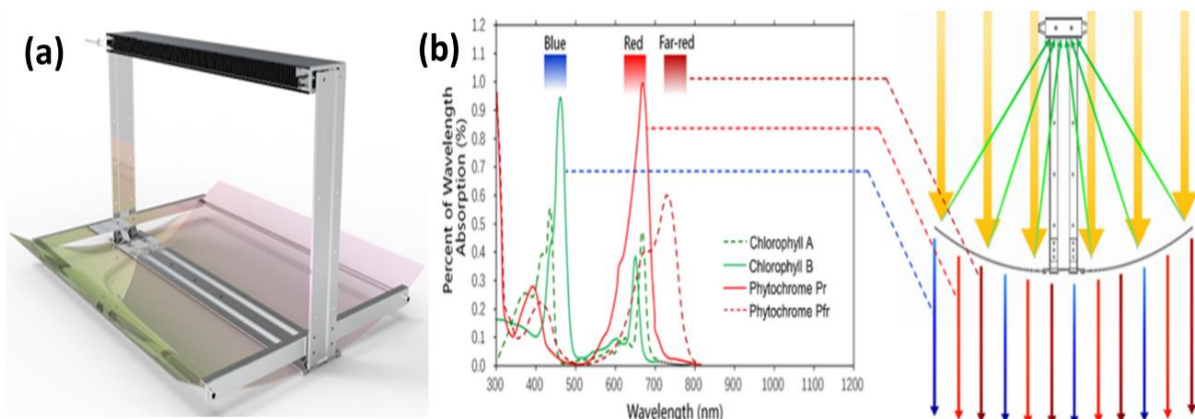 (a)
(b)
Percent of Wavelength
Absorption (%)
1.2
1.1
1.0
0.9
0.8
0.7
0.6
0.5
0.4
0.3
0.2
0.1
0.0
Blue
Red
Far-red
Chlorophyll A
Chlorophyll B
Phytochrome Pr
Phytochrome Pfr
300 400 500 600 700 800 900 1000 1100 1200
Wavelength (nm)